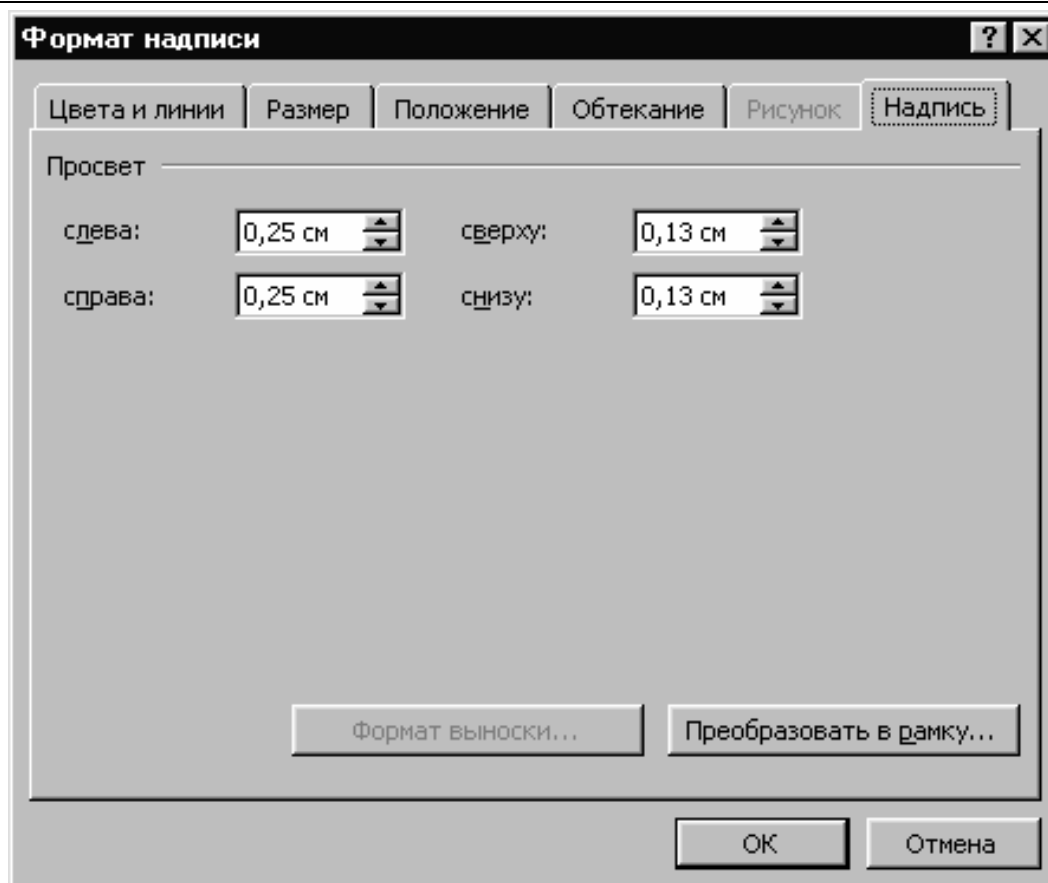 Формат надписи
Цвета и линии Размер Положение Обтекание Рисунок Надпись
Просвет
слева: 0,25 см сверху: 0,13 см
справа: 0,25 см снизу: 0,13 см
Формат выноски... Преобразовать в рамку...
ОК Отмена